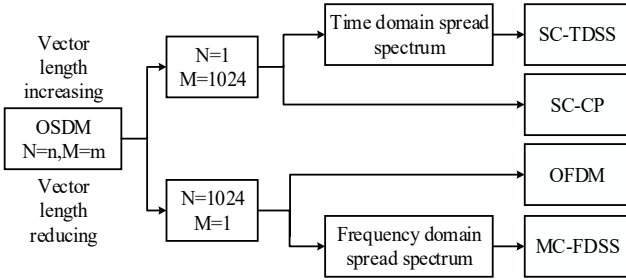 Vector
length
increasing
OSDM
N=n,M=m
Vector
length
reducing
N=1
M=1024
N=1024
M=1
Time domain spread
spectrum
Frequency domain
spread spectrum
SC-TDSS
SC-CP
OFDM
MC-FDSS